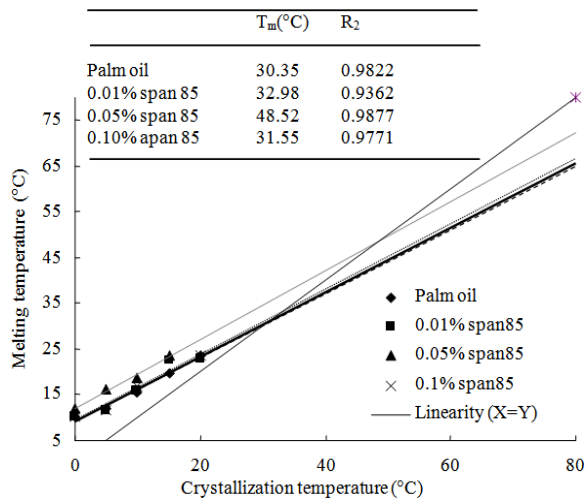 Tm(°C) R2
Palm oil 30.35 0.9822
0.01% span 85 32.98 0.9362
0.05% span 85 48.52 0.9877
0.10% apan 85 31.55 0.9771
75
65
55
45
35
25
15
5
Melting temperature (°C)
Palm oil
0.01% span85
0.05% span85
0.1% span85
Linearity (X=Y)
0 20 40 60 80
Crystallization temperature (°C)